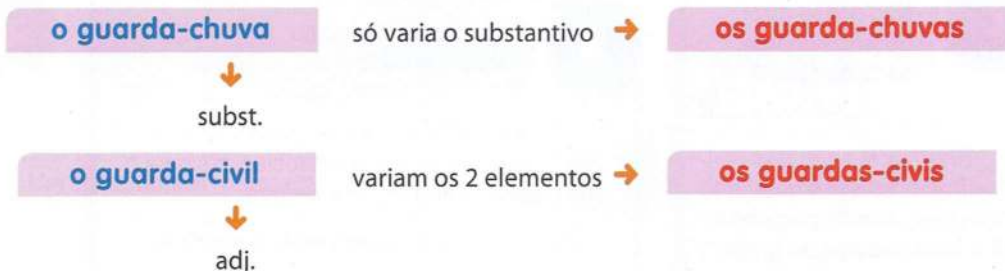 o guarda-chuva só varia o substantivo → os guarda-chuvas
↓
subst.
o guarda-civil variam os 2 elementos → os guardas-civis
↓
adj.